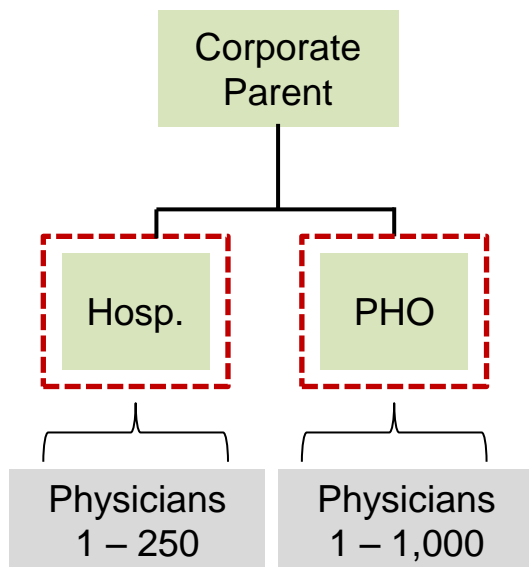 Corporate
Parent
Hosp.
PHO
Physicians
1 – 250
Physicians
1 – 1,000